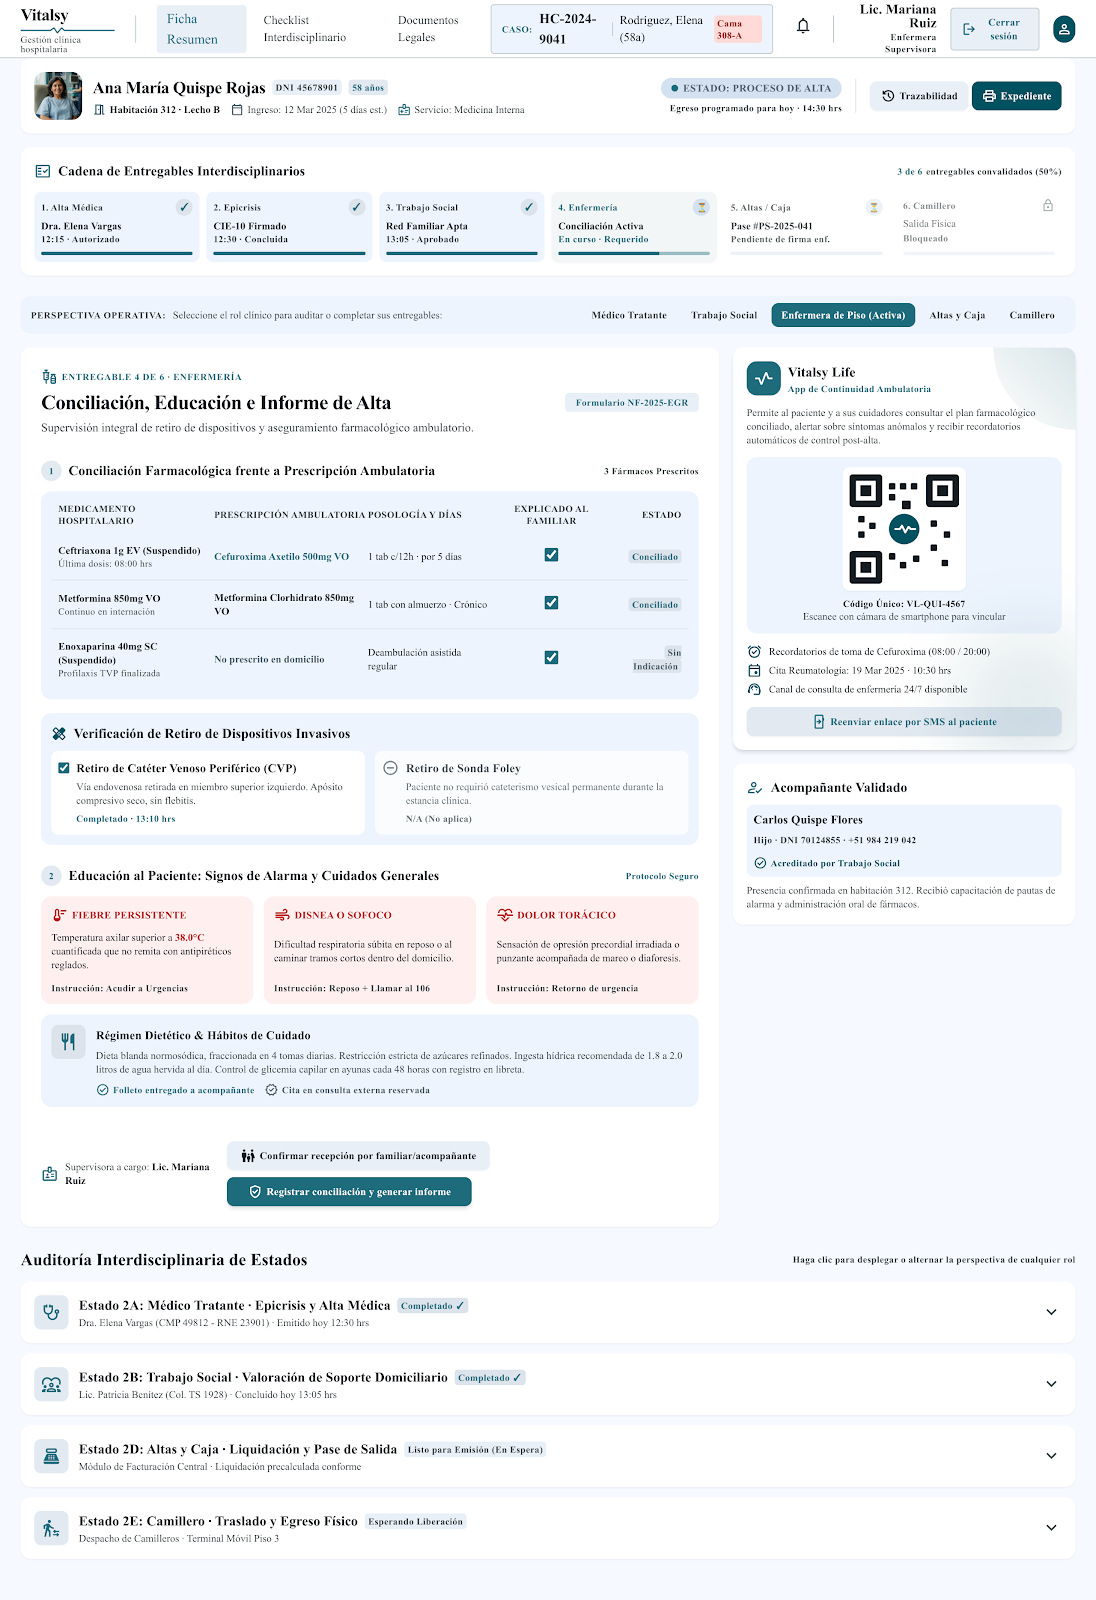 Vitalsy
Gestión clínica
hospitalaria
Ficha
Resumen
Checklist
Interdisciplinario
Documentos
Legales
CASO:
HC-2024-
9041
Rodriguez, Elena
(58a)
Cama
308-A
Lic. Mariana
Ruiz
Enfermera
Supervisora
Cerrar
sesión
Ana María Quispe Rojas
DNI 45678901
58 años
Habitación 312 · Lecho B
Ingreso: 12 Mar 2025 (5 días est.)
Servicio: Medicina Interna
ESTADO: PROCESO DE ALTA
Egreso programado para hoy · 14:30 hrs
Trazabilidad
Expediente
Cadena de Entregables Interdisciplinarios
3 de 6 entregables convalidados (50%)
1. Alta Médica
Dra. Elena Vargas
12:15 · Autorizado
2. Epicrisis
CIE-10 Firmado
12:30 · Concluida
3. Trabajo Social
Red Familiar Apta
13:05 · Aprobado
4. Enfermería
Conciliación Activa
En curso · Requerido
5. Altas / Caja
Pase #PS-2025-041
Pendiente de firma enf.
6. Camillero
Salida Física
Bloqueado
PERSPECTIVA OPERATIVA: Seleccione el rol clínico para auditar o completar sus entregables:
Médico Tratante
Trabajo Social
Enfermera de Piso (Activa)
Altas y Caja
Camillero
ENTREGABLE 4 DE 6 · ENFERMERÍA
Conciliación, Educación e Informe de Alta
Formulario NF-2025-EGR
Supervisión integral de retiro de dispositivos y aseguramiento farmacológico ambulatorio.
1 Conciliación Farmacológica frente a Prescripción Ambulatoria
3 Fármacos Prescritos
MEDICAMENTO
HOSPITALARIO
PRESCRIPCIÓN AMBULATORIA
POSOLOGÍA Y DÍAS
EXPLICADO AL
FAMILIAR
ESTADO
Ceftriaxona 1g EV (Suspendido)
Última dosis: 08:00 hrs
Cefuroxima Axetilo 500mg VO
1 tab c/12h · por 5 días
Conciliado
Metformina 850mg VO
Continuo en internación
Metformina Clorhidrato 850mg
VO
1 tab con almuerzo · Crónico
Conciliado
Enoxaparina 40mg SC
(Suspendido)
Profilaxis TVP finalizada
No prescrito en domicilio
Deambulación asistida
regular
Sin
Indicación
Verificación de Retiro de Dispositivos Invasivos
Retiro de Catéter Venoso Periférico (CVP)
Vía endovenosa retirada en miembro superior izquierdo. Apósito
compresivo seco, sin flebitis.
Completado · 13:10 hrs
Retiro de Sonda Foley
Paciente no requirió cateterismo vesical permanente durante la
estancia clínica.
N/A (No aplica)
2 Educación al Paciente: Signos de Alarma y Cuidados Generales
Protocolo Seguro
FIEBRE PERSISTENTE
Temperatura axilar superior a 38.0°C
cuantificada que no remita con antipiréticos
reglados.
Instrucción: Acudir a Urgencias
DISNEA O SOFOCO
Dificultad respiratoria súbita en reposo o al
caminar tramos cortos dentro del domicilio.
Instrucción: Reposo + Llamar al 106
DOLOR TORÁCICO
Sensación de opresión precordial irradiada o
punzante acompañada de mareo o diaforesis.
Instrucción: Retorno de urgencia
Régimen Dietético & Hábitos de Cuidado
Dieta blanda normosódica, fraccionada en 4 tomas diarias. Restricción estricta de azúcares refinados. Ingesta hídrica recomendada de 1.8 a 2.0
litros de agua hervida al día. Control de glicemia capilar en ayunas cada 48 horas con registro en libreta.
Folleto entregado a acompañante
Cita en consulta externa reservada
Supervisora a cargo: Lic. Mariana
Ruiz
Confirmar recepción por familiar/acompañante
Registrar conciliación y generar informe
Vitalsy Life
App de Continuidad Ambulatoria
Permite al paciente y a sus cuidadores consultar el plan farmacológico
conciliado, alertar sobre síntomas anómalos y recibir recordatorios
automáticos de control post-alta.
Código Único: VL-QUI-4567
Escanee con cámara de smartphone para vincular
Recordatorios de toma de Cefuroxima (08:00 / 20:00)
Cita Reumatología: 19 Mar 2025 · 10:30 hrs
Canal de consulta de enfermería 24/7 disponible
Reenviar enlace por SMS al paciente
Acompañante Validado
Carlos Quispe Flores
Hijo · DNI 70124855 · +51 984 219 042
Acreditado por Trabajo Social
Presencia confirmada en habitación 312. Recibió capacitación de pautas de
alarma y administración oral de fármacos.
Auditoría Interdisciplinaria de Estados
Haga clic para desplegar o alternar la perspectiva de cualquier rol
Estado 2A: Médico Tratante · Epicrisis y Alta Médica
Completado ✓
Dra. Elena Vargas (CMP 49812 - RNE 23901) · Emitido hoy 12:30 hrs
Estado 2B: Trabajo Social · Valoración de Soporte Domiciliario
Completado ✓
Lic. Patricia Benítez (Col. TS 1928) · Concluido hoy 13:05 hrs
Estado 2D: Altas y Caja · Liquidación y Pase de Salida
Listo para Emisión (En Espera)
Módulo de Facturación Central · Liquidación precalculada conforme
Estado 2E: Camillero · Traslado y Egreso Físico
Esperando Liberación
Despacho de Camilleros · Terminal Móvil Piso 3